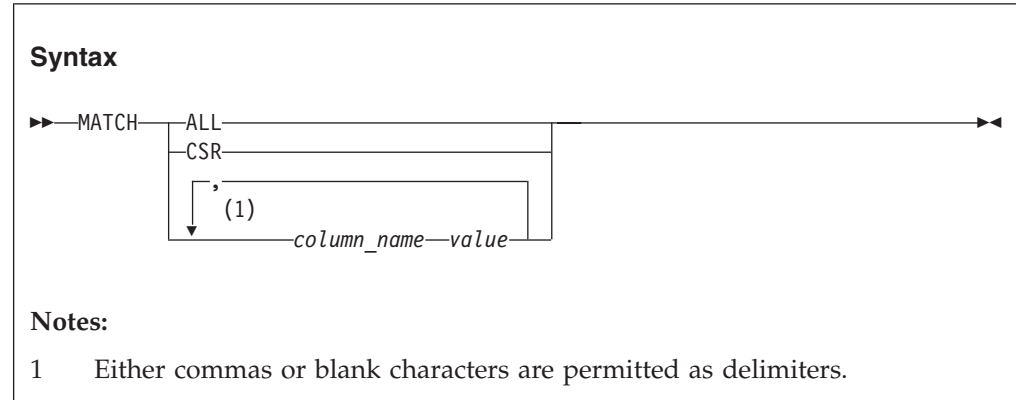 Syntax
MATCH ALL
CSR
,
(1)
column_name value
Notes:
1 Either commas or blank characters are permitted as delimiters.